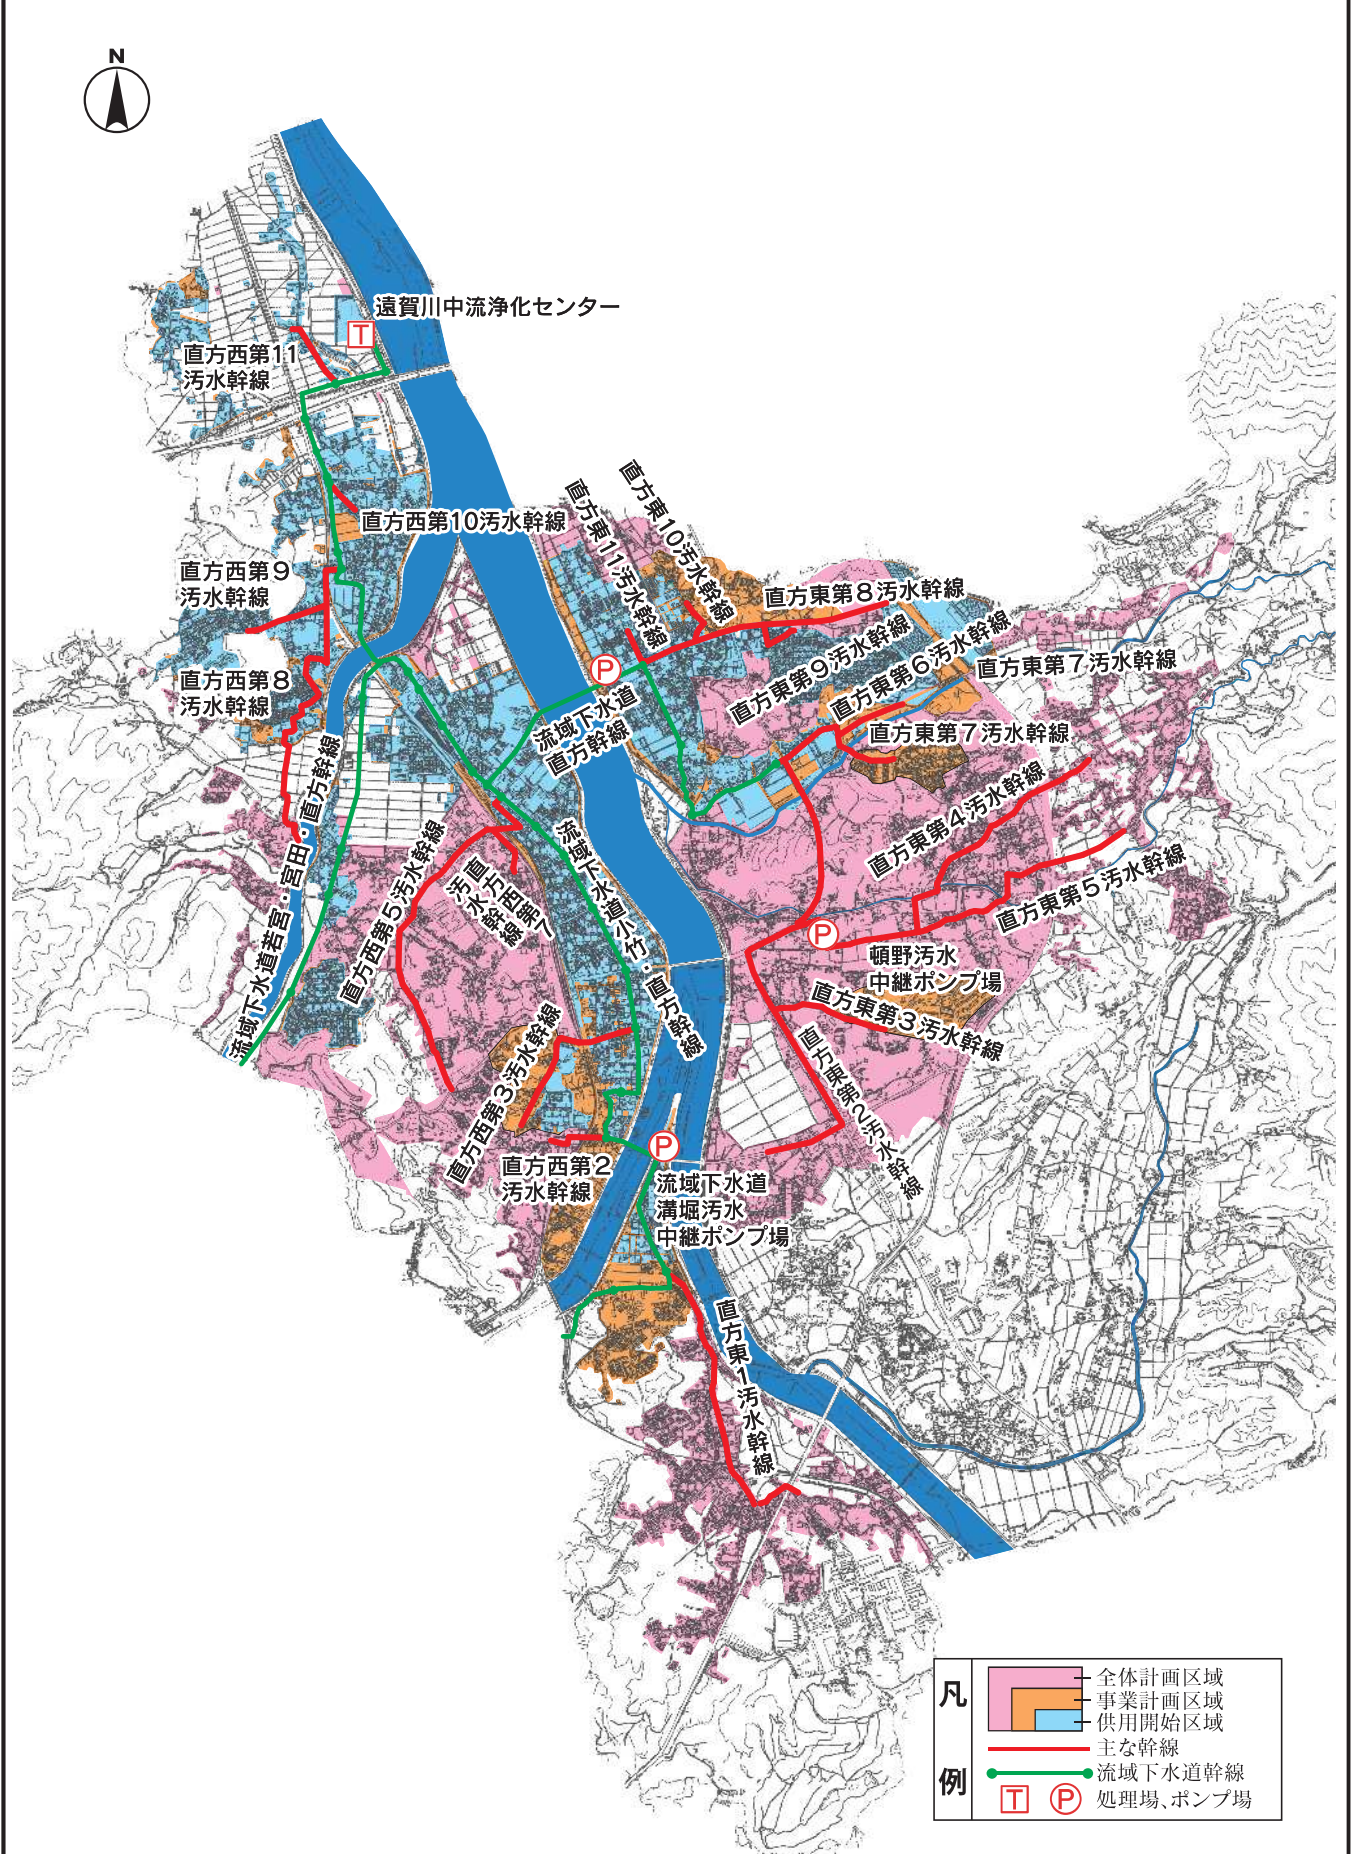 N
遠賀川中流浄化センター
T
直方西第11
汚水幹線
直方西第10汚水幹線
直方東10汚水幹線
直方東11汚水幹線
直方西第9
汚水幹線
直方東第8汚水幹線
直方東第9汚水幹線
直方東第6汚水幹線
直方東第7汚水幹線
P
直方西第8
汚水幹線
流域下水道
直方幹線
直方東第7汚水幹線
流域下水道若宮・宮田・直方幹線
直方東第4汚水幹線
直方東第5汚水幹線
直方西第5汚水幹線
直方西第7
汚水幹線
流域下水道小竹・直方幹線
P
頓野汚水
中継ポンプ場
直方東第3汚水幹線
直方東第2汚水幹線
直方西第3汚水幹線
直方西第2
汚水幹線
P
流域下水道
溝堀汚水
中継ポンプ場
直方東1汚水幹線
凡例
全体計画区域
事業計画区域
供用開始区域
主な幹線
流域下水道幹線
T P 処理場、ポンプ場